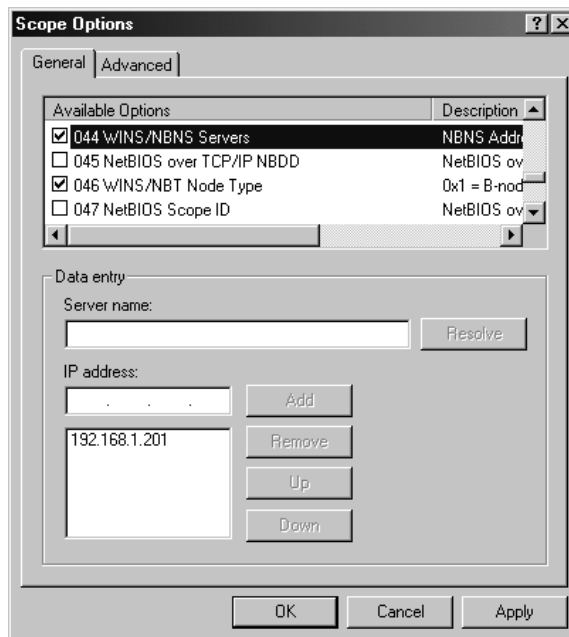 Scope Options
General Advanced
Available Options Description
044 WINS/NBNS Servers NBNS Addr
045 NetBIOS over TCP/IP NBDD NetBIOS ov
046 WINS/NBT Node Type 0x1 = B-nod
047 NetBIOS Scope ID NetBIOS ov
Data entry
Server name:
Resolve
IP address:
. . . Add
192.168.1.201 Remove
Up
Down
OK Cancel Apply